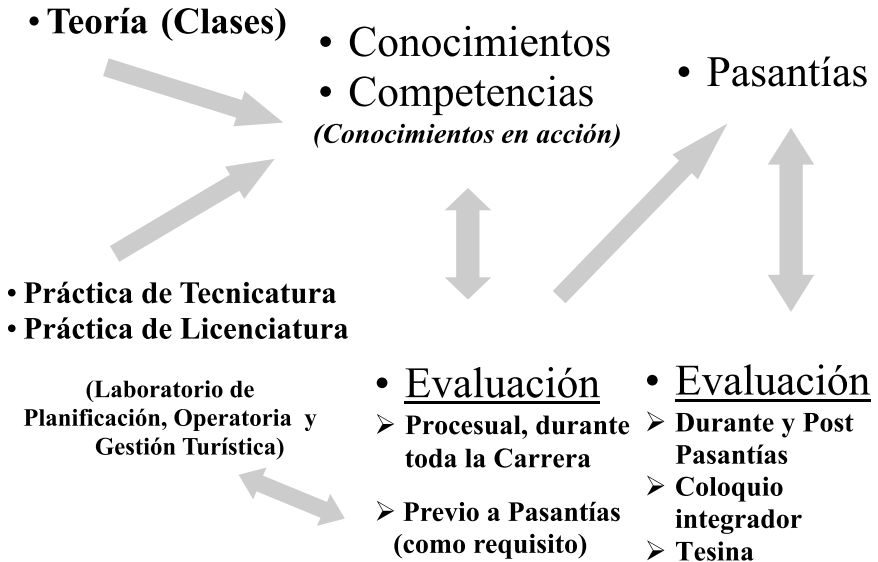 • Teoría (Clases)
• Conocimientos
• Competencias
(Conocimientos en acción)
• Pasantías
• Práctica de Tecnicatura
• Práctica de Licenciatura
(Laboratorio de
Planificación, Operatoria y
Gestión Turística)
• Evaluación
➢ Procesual, durante
toda la Carrera
➢ Previo a Pasantías
(como requisito)
• Evaluación
➢ Durante y Post
Pasantías
➢ Coloquio
integrador
➢ Tesina